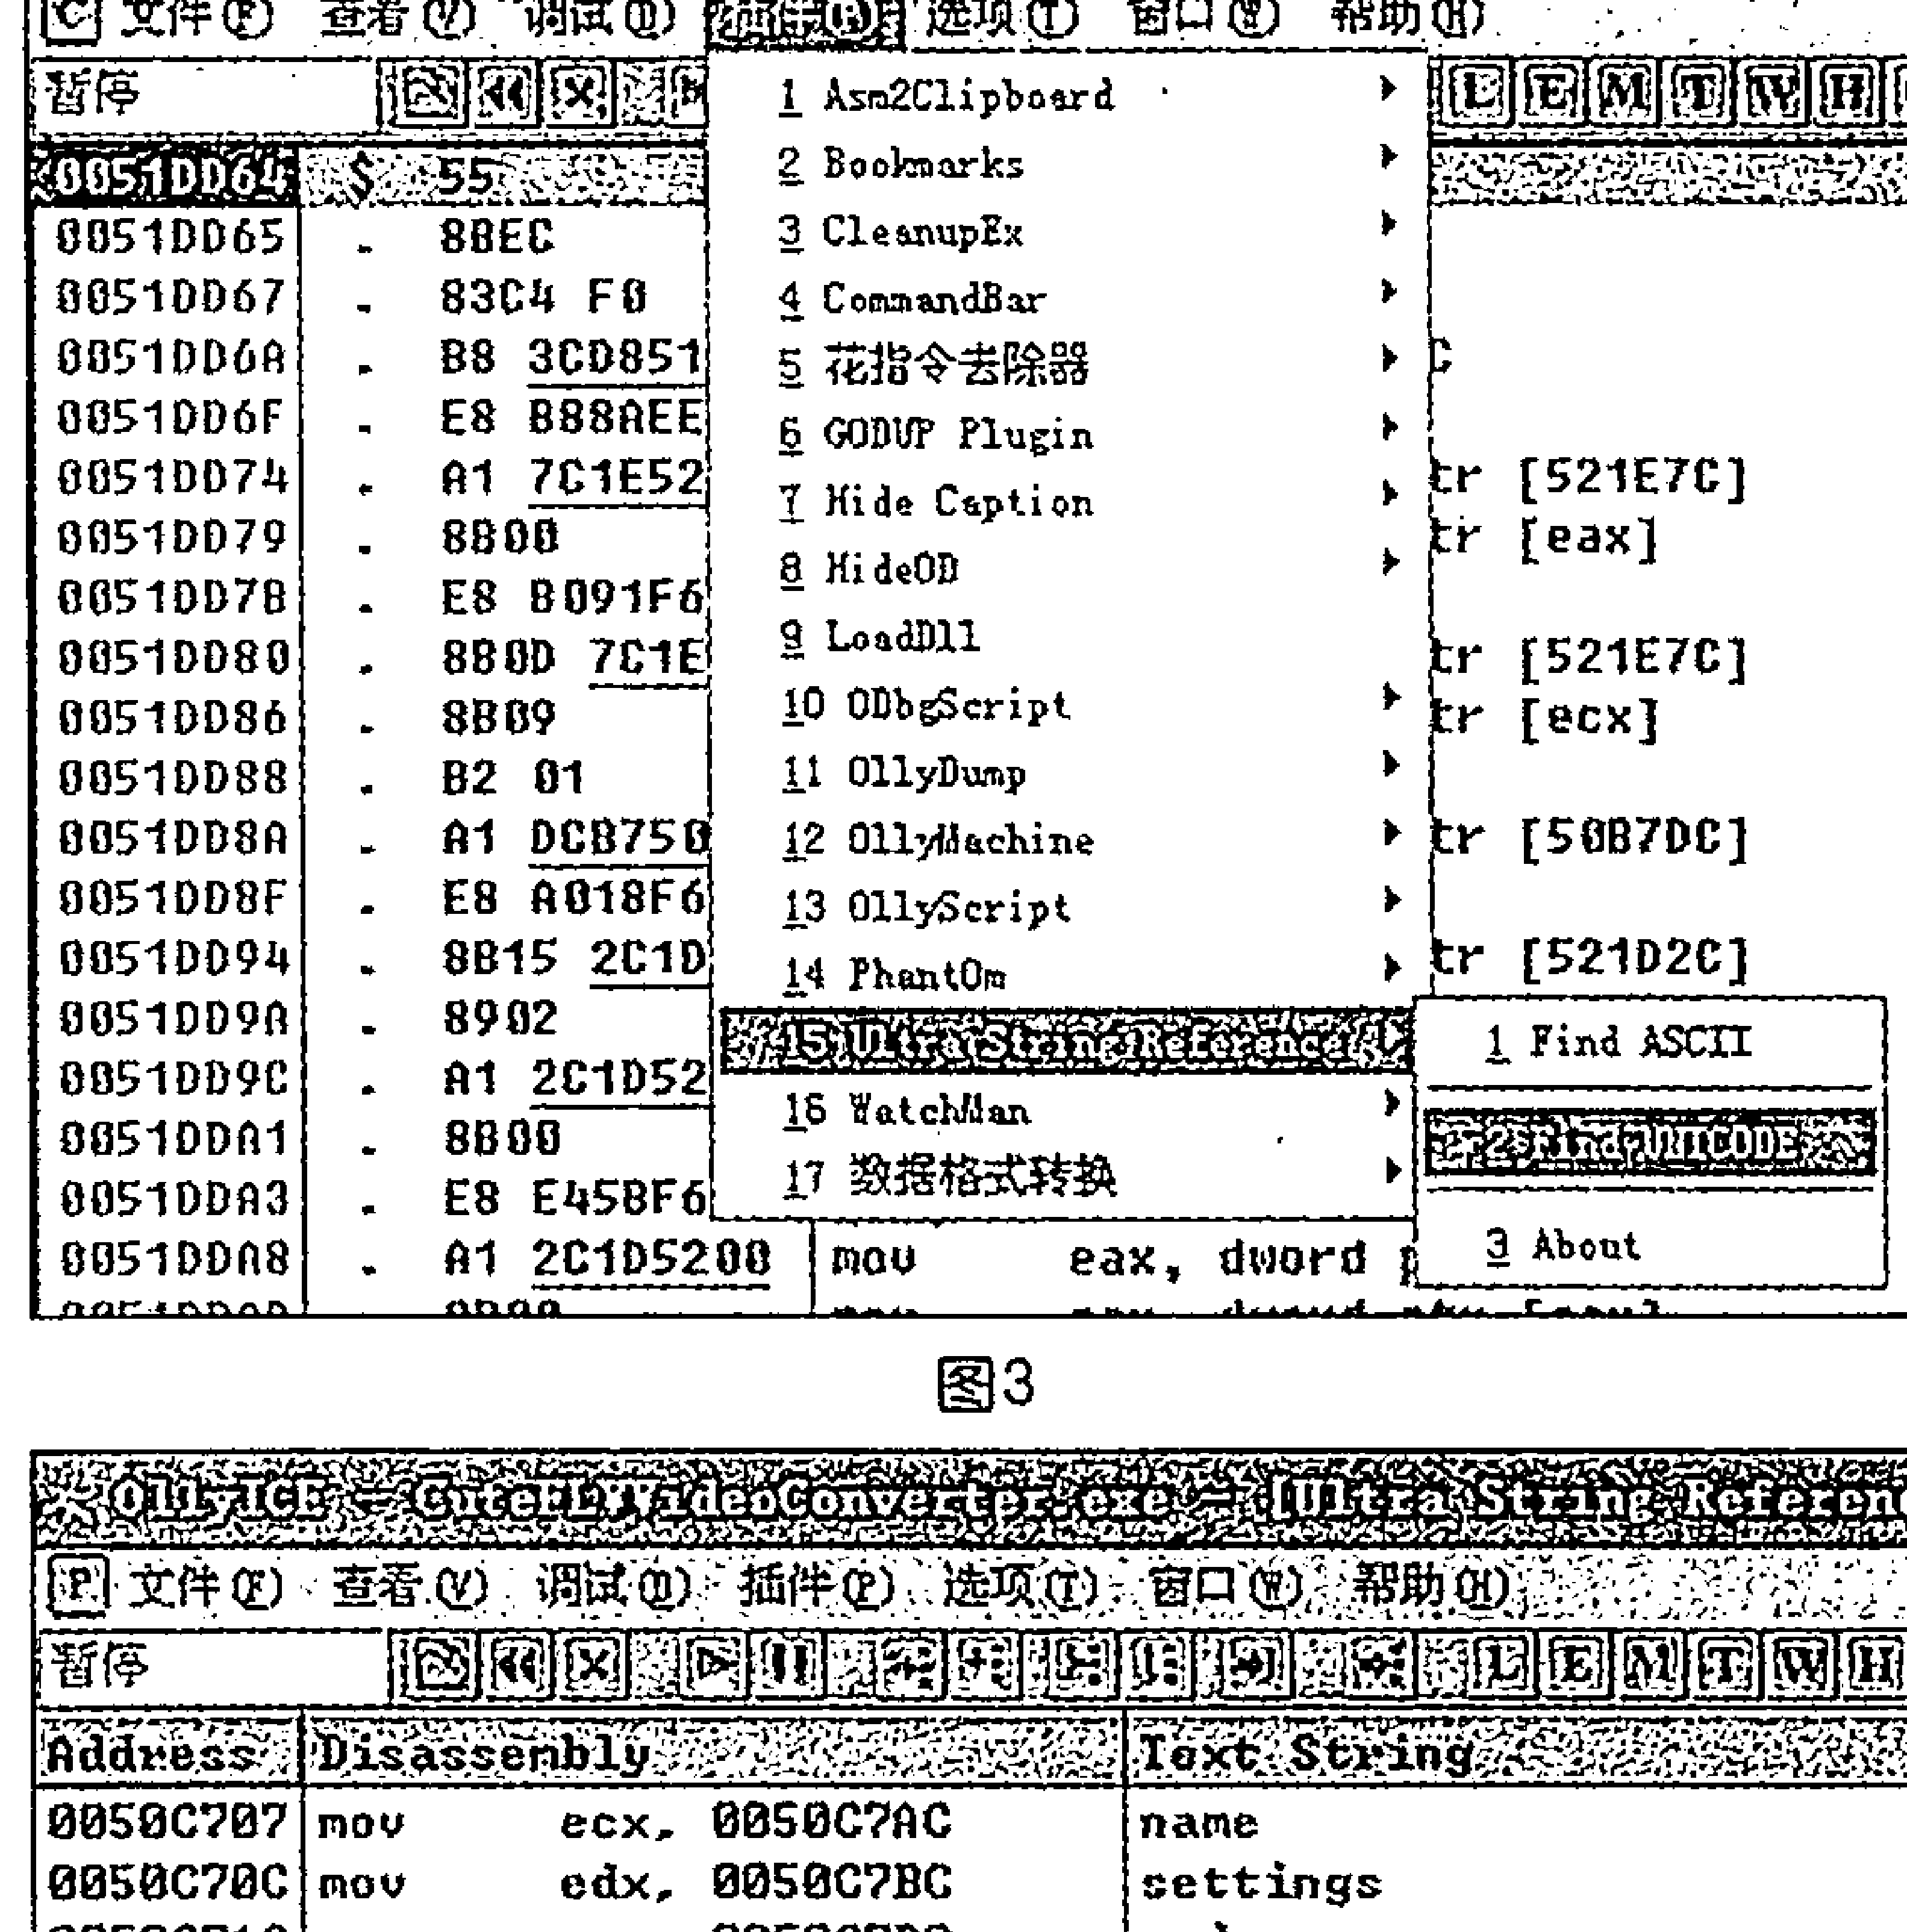 C 文件(F) 查看(V) 调试(D) 插件(P) 选项(T) 窗口(W) 帮助(H)
暂停 L E M T W H
1 Asm2Clipboard
2 Bookmarks
3 CleanupEx
4 CommandBar
5 花指令去除器
6 GODUP Plugin
7 Hide Caption
8 HideOD
9 LoadDll
10 ODbgScript
11 OllyDump
12 OllyMachine
13 OllyScript
14 PhantOm
15 Ultra String Reference
16 WatchMan
17 数据格式转换
1 Find ASCII
2 Find UNICODE
3 About
0051DD64 $ 55
0051DD65 . 8BEC
0051DD67 . 83C4 F0
0051DD6A . B8 3CD851 C
0051DD6F . E8 B88AEE
0051DD74 . A1 7C1E52 tr [521E7C]
0051DD79 . 8B00 tr [eax]
0051DD7B . E8 B091F6
0051DD80 . 8B0D 7C1E tr [521E7C]
0051DD86 . 8B09 tr [ecx]
0051DD88 . B2 01
0051DD8A . A1 DCB750 tr [50B7DC]
0051DD8F . E8 A018F6
0051DD94 . 8B15 2C1D tr [521D2C]
0051DD9A . 8902
0051DD9C . A1 2C1D52
0051DDA1 . 8B00
0051DDA3 . E8 E45BF6
0051DDA8 . A1 2C1D5200 mov eax, dword p
图3
OllyICE - CuteFLVVideoConverter.exe - [Ultra String Referen
P 文件(F) 查看(V) 调试(D) 插件(P) 选项(T) 窗口(W) 帮助(H)
暂停 L E M T W H
Address Disassembly Text String
0050C707 mov ecx, 0050C7AC name
0050C70C mov edx, 0050C7BC settings